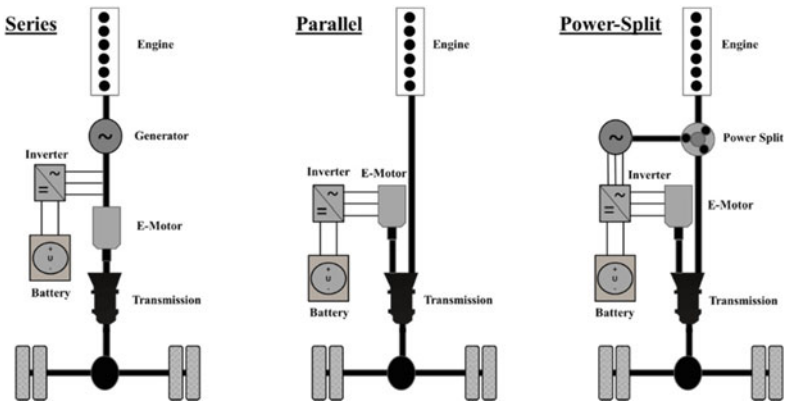 Series
Engine
Generator
Inverter
~
=
~
E-Motor
+
U
-
Battery
Transmission
Parallel
Engine
Inverter
E-Motor
~
=
+
U
-
Battery
Transmission
Power-Split
Engine
~
Power Split
Inverter
~
=
E-Motor
+
U
-
Battery
Transmission